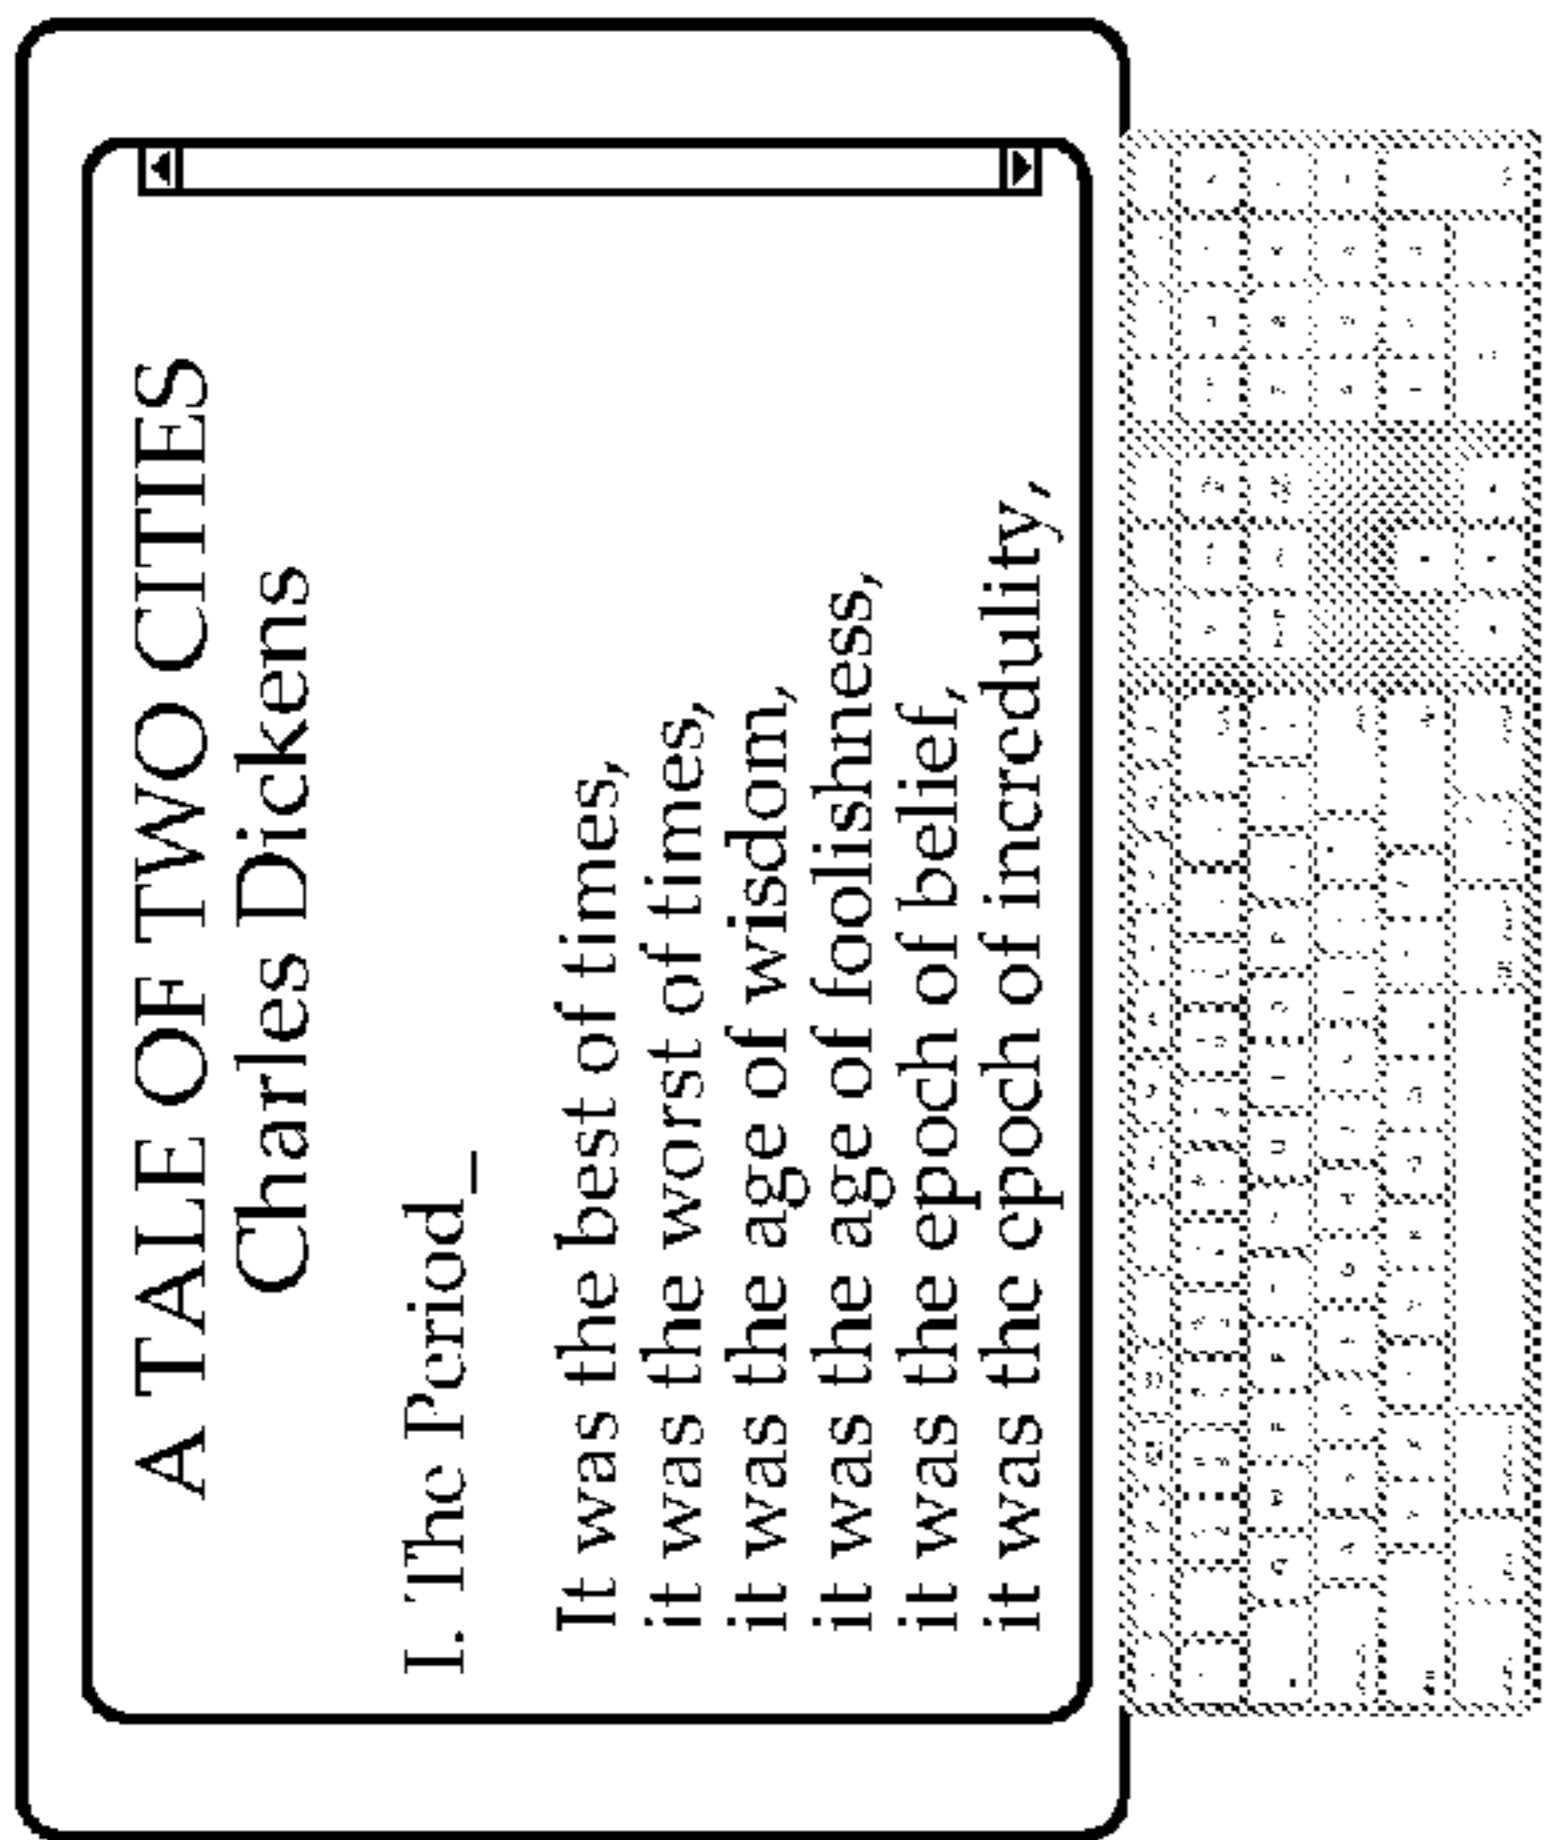 A TALE OF TWO CITIES
Charles Dickens
I. The Period_
It was the best of times,
it was the worst of times,
it was the age of wisdom,
it was the age of foolishness,
it was the epoch of belief,
it was the epoch of incredulity,